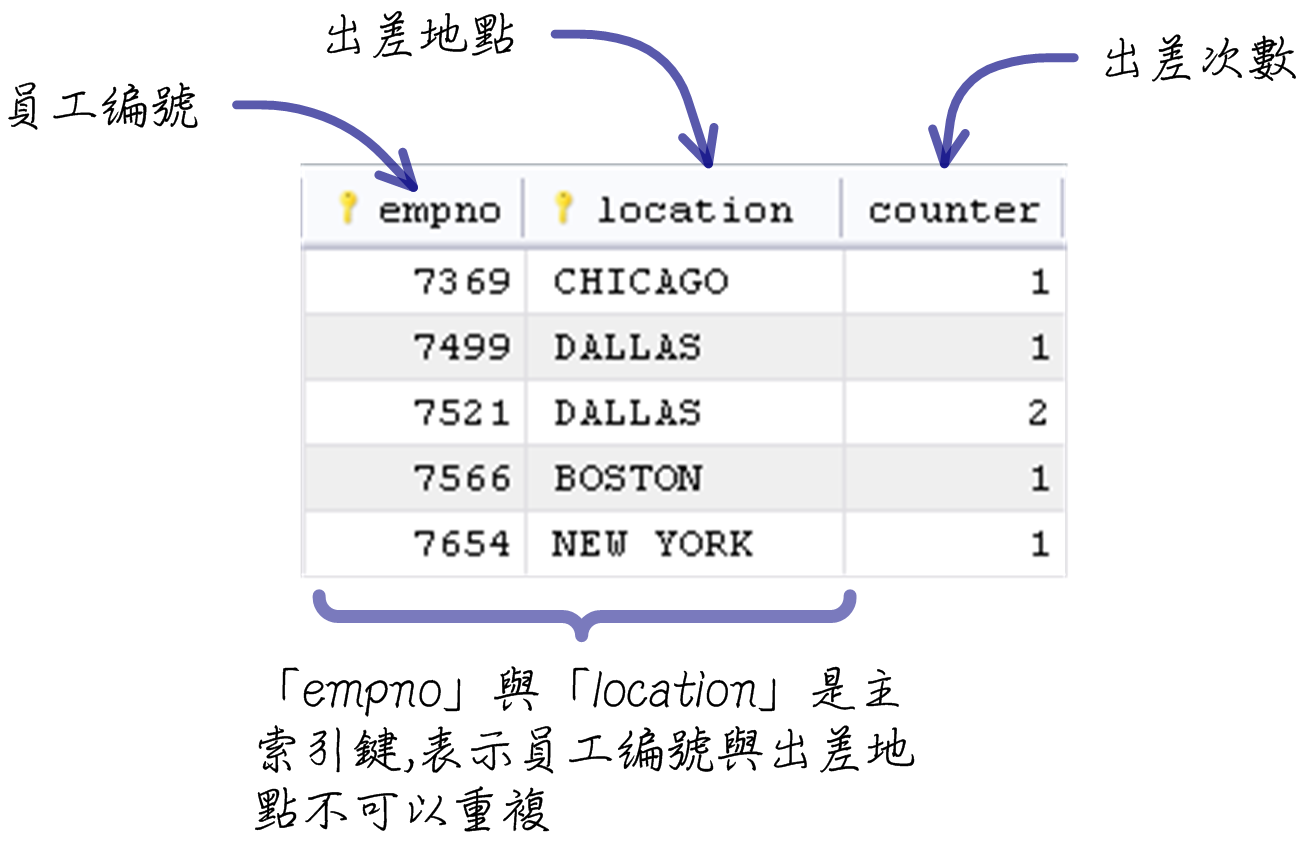 出差地點
出差次數
員工編號
empno location counter
7369 CHICAGO 1
7499 DALLAS 1
7521 DALLAS 2
7566 BOSTON 1
7654 NEW YORK 1
「empno」與「location」是主
索引鍵,表示員工編號與出差地
點不可以重複